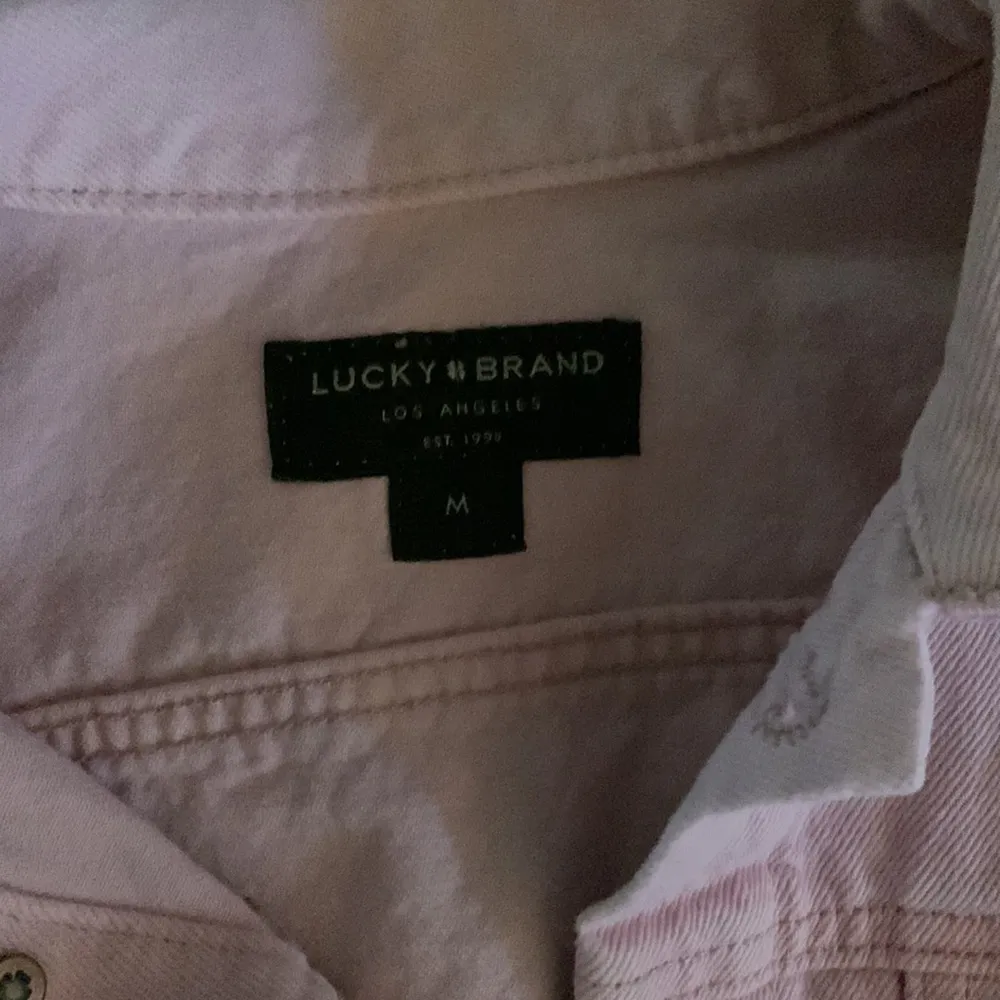 LUCKY BRAND
LOS ANGELES
EST. 1990
M